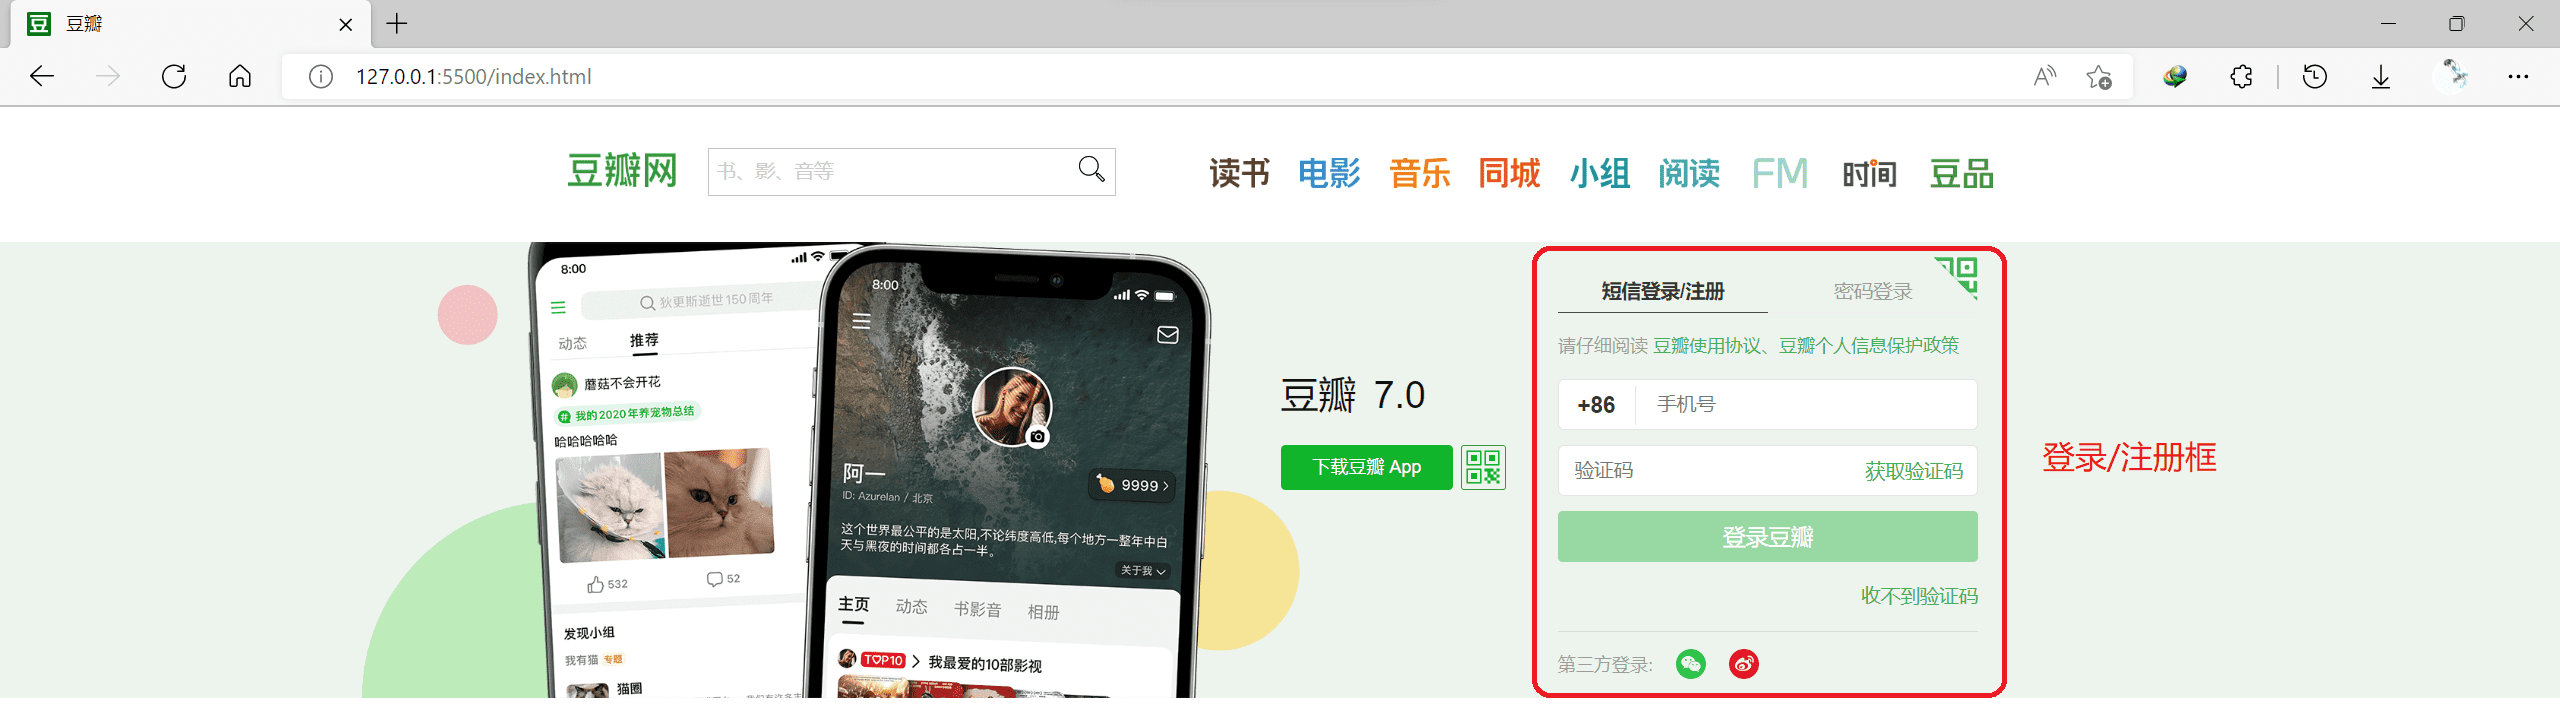 豆瓣
127.0.0.1:5500/index.html
豆瓣网
书、影、音等
读书 电影 音乐 同城 小组 阅读 FM 时间 豆品
8:00
狄更斯逝世150周年
动态 推荐
蘑菇不会开花
我的2020年养宠物总结
哈哈哈哈哈
532 52
发现小组
我有猫 专题
猫圈
8:00
阿一
ID: Azurelan / 北京
9999
这个世界最公平的是太阳,不论纬度高低,每个地方一整年中白
天与黑夜的时间都各占一半。
关于我
主页 动态 书影音 相册
TOP10 我最爱的10部影视
豆瓣 7.0
下载豆瓣 App
短信登录/注册 密码登录
请仔细阅读 豆瓣使用协议、豆瓣个人信息保护政策
+86 手机号
验证码 获取验证码
登录豆瓣
收不到验证码
第三方登录:
登录/注册框